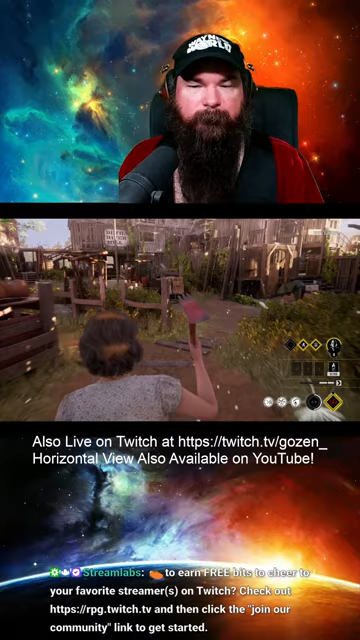 WAYNE'S
WORLD
Also Live on Twitch at https://twitch.tv/gozen_
Horizontal View Also Available on YouTube!
Streamlabs: to earn FREE bits to cheer to
your favorite streamer(s) on Twitch? Check out
https://rpg.twitch.tv and then click the "join our
community" link to get started.